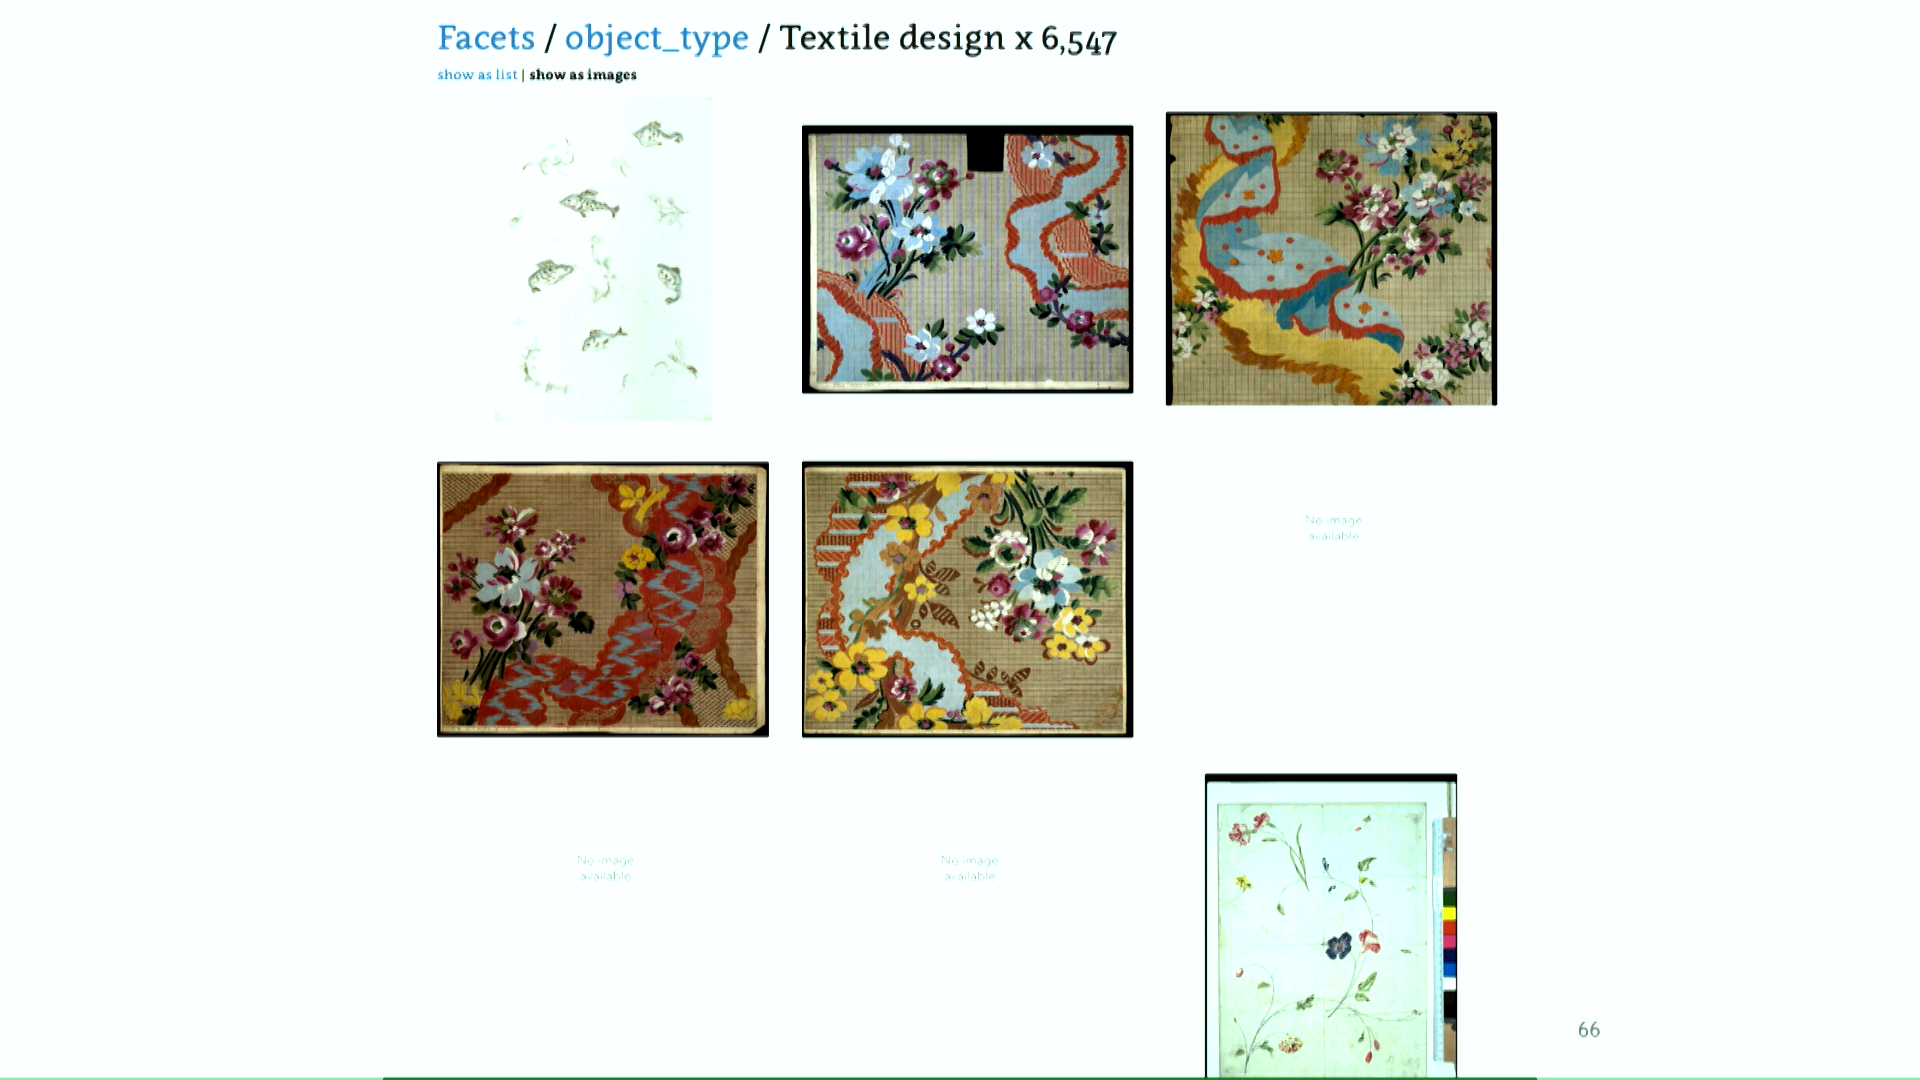 Facets / object_type / Textile design x 6,547
show as list | show as images
No image
available
No image
available
No image
available
66